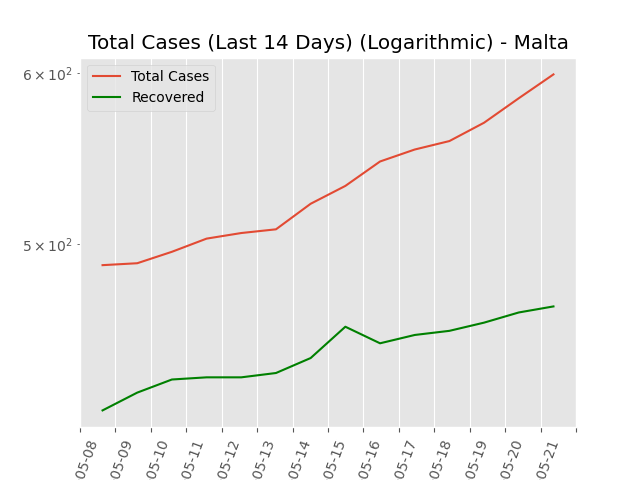 Total Cases (Last 14 Days) (Logarithmic) - Malta
6 × 10²
Total Cases
Recovered
5 × 10²
05-08
05-09
05-10
05-11
05-12
05-13
05-14
05-15
05-16
05-17
05-18
05-19
05-20
05-21